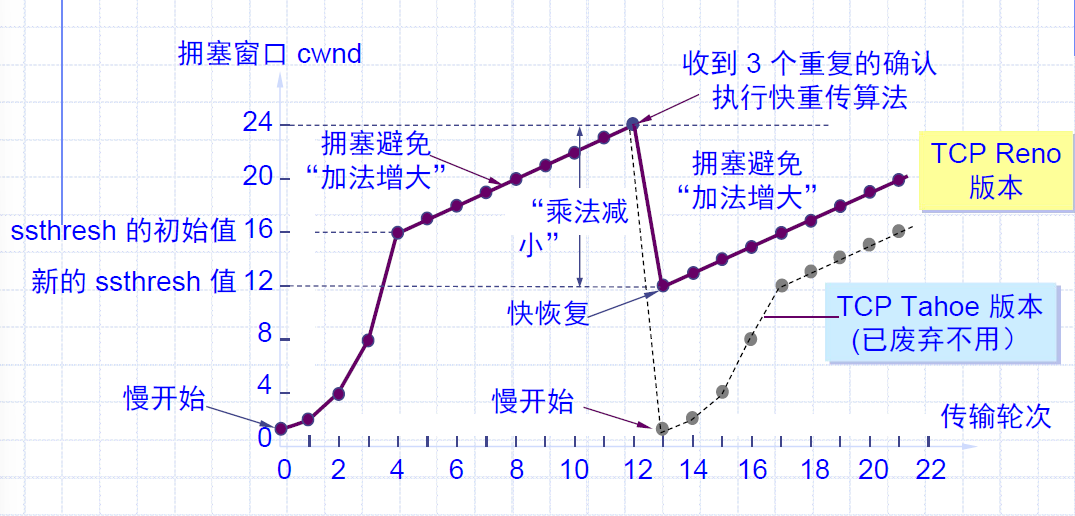 拥塞窗口 cwnd
收到 3 个重复的确认
执行快重传算法
24
拥塞避免
“加法增大”
拥塞避免
“加法增大”
TCP Reno
版本
20
“乘法减
小”
ssthresh 的初始值 16
新的 ssthresh 值 12
快恢复
TCP Tahoe 版本
(已废弃不用）
8
4
慢开始
慢开始
传输轮次
0
0 2 4 6 8 10 12 14 16 18 20 22